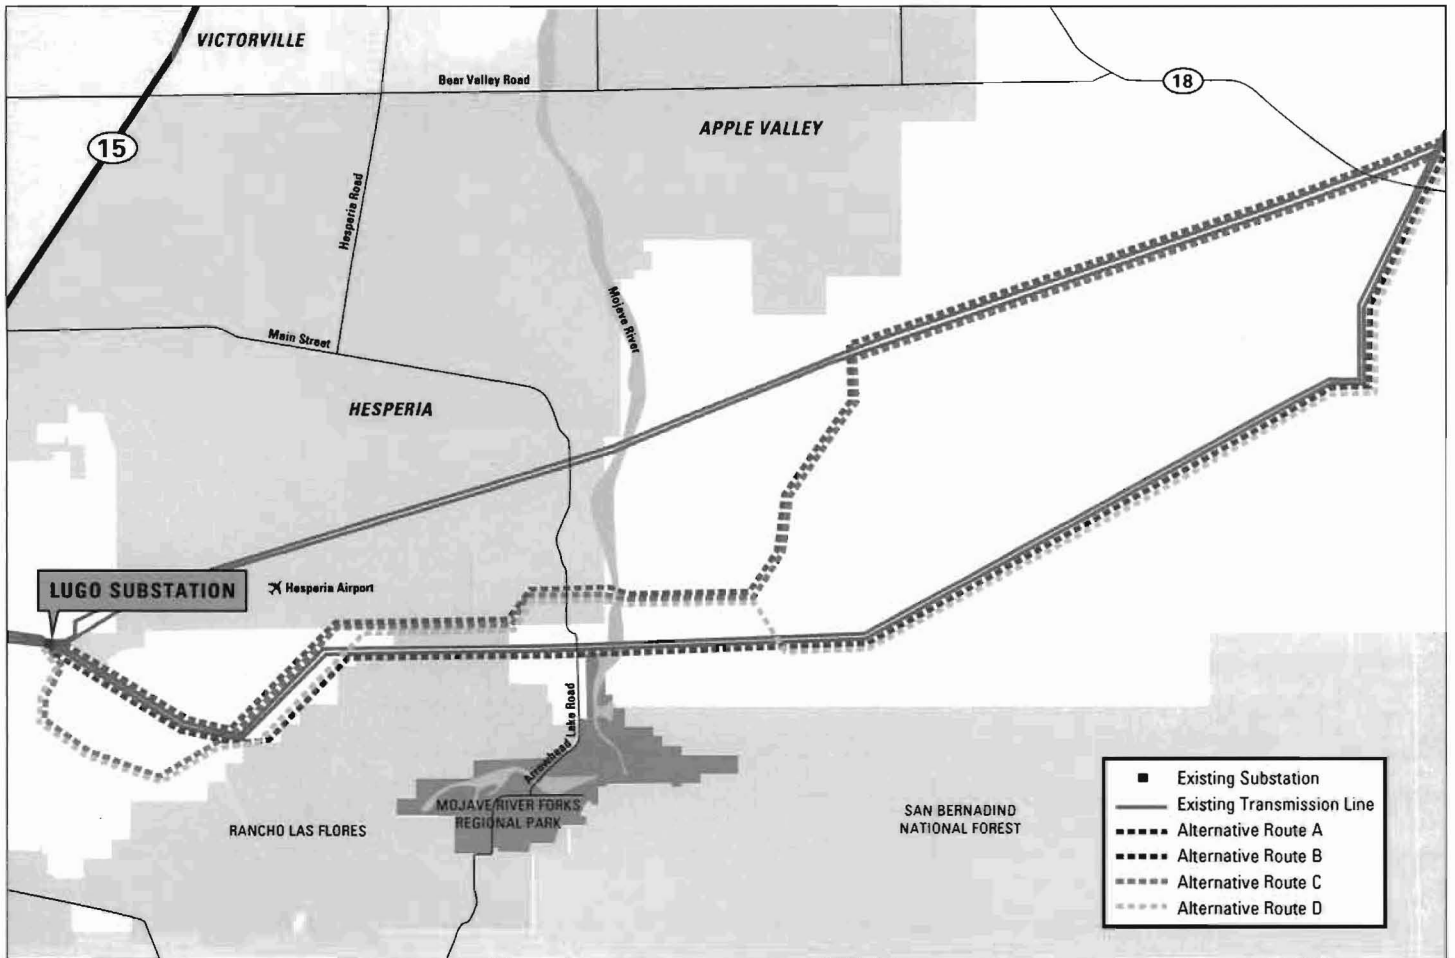 VICTORVILLE
Bear Valley Road
18
APPLE VALLEY
15
Hesperia Road
Mojave River
Main Street
HESPERIA
LUGO SUBSTATION
Hesperia Airport
Arrowhead Lake Road
MOJAVE RIVER FORKS
REGIONAL PARK
RANCHO LAS FLORES
SAN BERNADIND
NATIONAL FOREST
Existing Substation
Existing Transmission Line
Alternative Route A
Alternative Route B
Alternative Route C
Alternative Route D